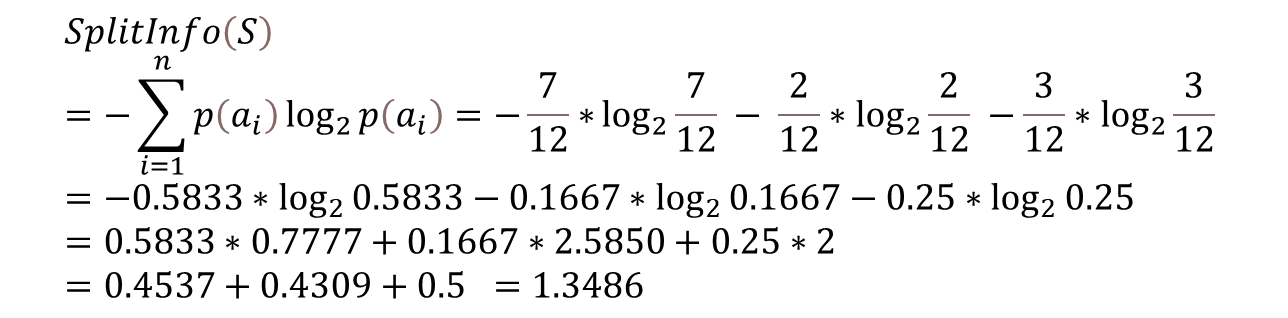 SplitInfo(S)
= −∑_{i=1}^{n} p(a_i) log_2 p(a_i) = −7/12 ∗ log_2 7/12 − 2/12 ∗ log_2 2/12 − 3/12 ∗ log_2 3/12
= −0.5833 ∗ log_2 0.5833 − 0.1667 ∗ log_2 0.1667 − 0.25 ∗ log_2 0.25
= 0.5833 ∗ 0.7777 + 0.1667 ∗ 2.5850 + 0.25 ∗ 2
= 0.4537 + 0.4309 + 0.5 = 1.3486